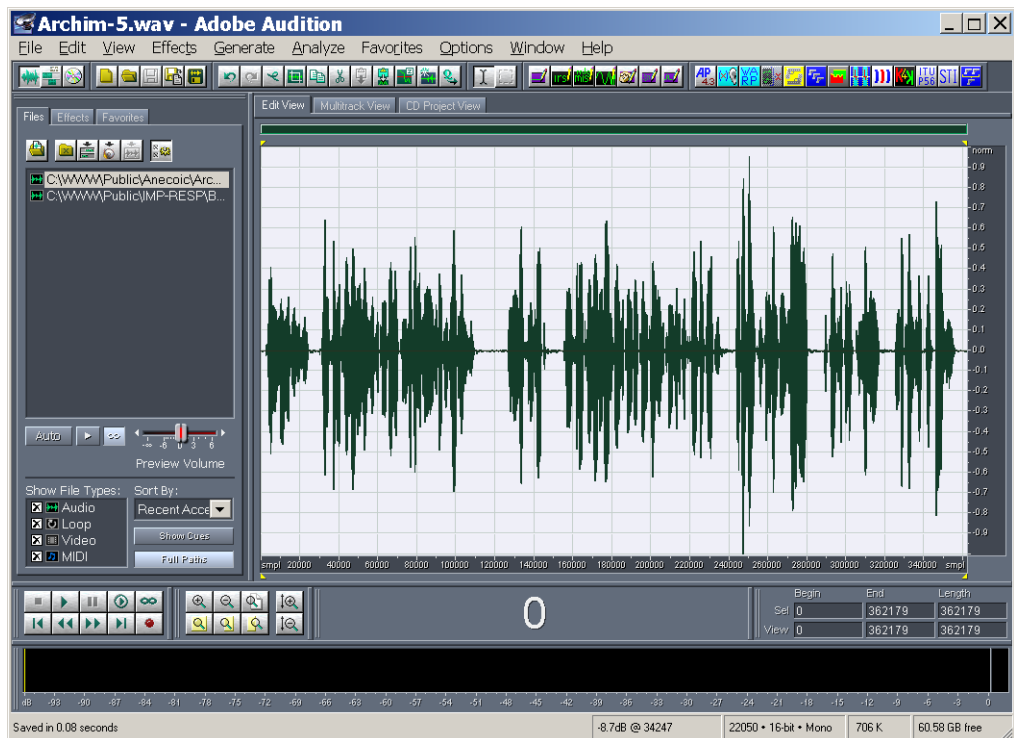 Archim-5.wav - Adobe Audition
File Edit View Effects Generate Analyze Favorites Options Window Help
Files Effects Favorites
Edit View Multitrack View CD Project View
C:\WWW\Public\Anecoic\Arc...
C:\WWW\Public\IMP-RESP\B...
norm
-0.9
-0.8
-0.7
-0.6
-0.5
-0.4
-0.3
-0.2
-0.1
-0.0
-0.1
-0.2
-0.3
-0.4
-0.5
-0.6
-0.7
-0.8
-0.9
Auto
-∞ -6 0 3 6
Preview Volume
Show File Types: Sort By:
Audio Recent Acce
Loop
Show Cues
Video
MIDI Full Paths
smpl 20000 40000 60000 80000 100000 120000 140000 160000 180000 200000 220000 240000 260000 280000 300000 320000 340000 smpl
0
Begin End Length
Sel 0 362179 362179
View 0 362179 362179
dB -93 -90 -87 -84 -81 -78 -75 -72 -69 -66 -63 -60 -57 -54 -51 -48 -45 -42 -39 -36 -33 -30 -27 -24 -21 -18 -15 -12 -9 -6 -3 0
Saved in 0.08 seconds -8.7dB @ 34247 22050 • 16-bit • Mono 706 K 60.58 GB free